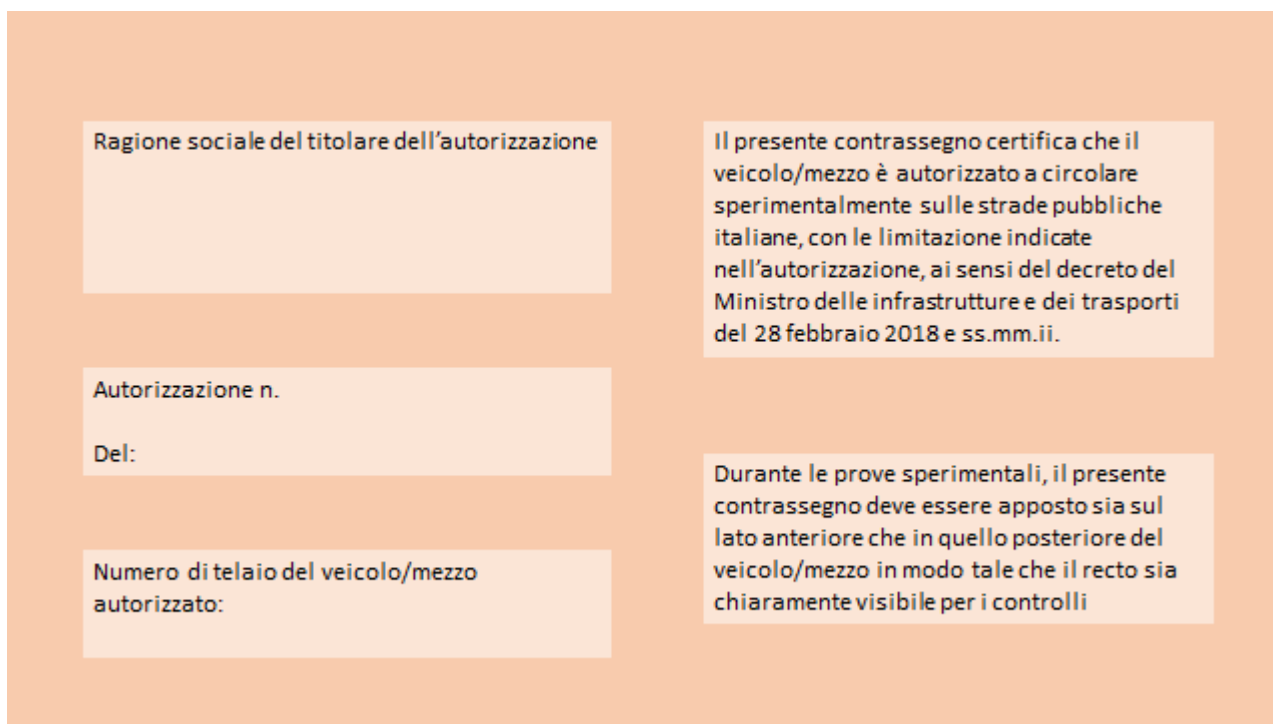 Ragione sociale del titolare dell'autorizzazione
Autorizzazione n.
Del:
Numero di telaio del veicolo/mezzo
autorizzato:
Il presente contrassegno certifica che il
veicolo/mezzo è autorizzato a circolare
sperimentalmente sulle strade pubbliche
italiane, con le limitazione indicate
nell'autorizzazione, ai sensi del decreto del
Ministro delle infrastrutture e dei trasporti
del 28 febbraio 2018 e ss.mm.ii.
Durante le prove sperimentali, il presente
contrassegno deve essere apposto sia sul
lato anteriore che in quello posteriore del
veicolo/mezzo in modo tale che il recto sia
chiaramente visibile per i controlli